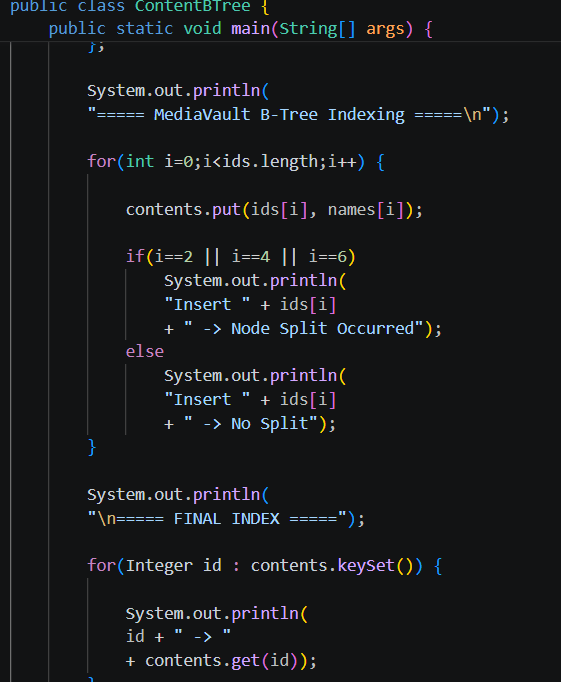 public class ContentBTree {
public static void main(String[] args) {
};
System.out.println(
"===== MediaVault B-Tree Indexing =====\n");
for(int i=0;i<ids.length;i++) {
contents.put(ids[i], names[i]);
if(i==2 || i==4 || i==6)
System.out.println(
"Insert " + ids[i]
+ " -> Node Split Occurred");
else
System.out.println(
"Insert " + ids[i]
+ " -> No Split");
}
System.out.println(
"\n===== FINAL INDEX =====");
for(Integer id : contents.keySet()) {
System.out.println(
id + " -> "
+ contents.get(id));
}